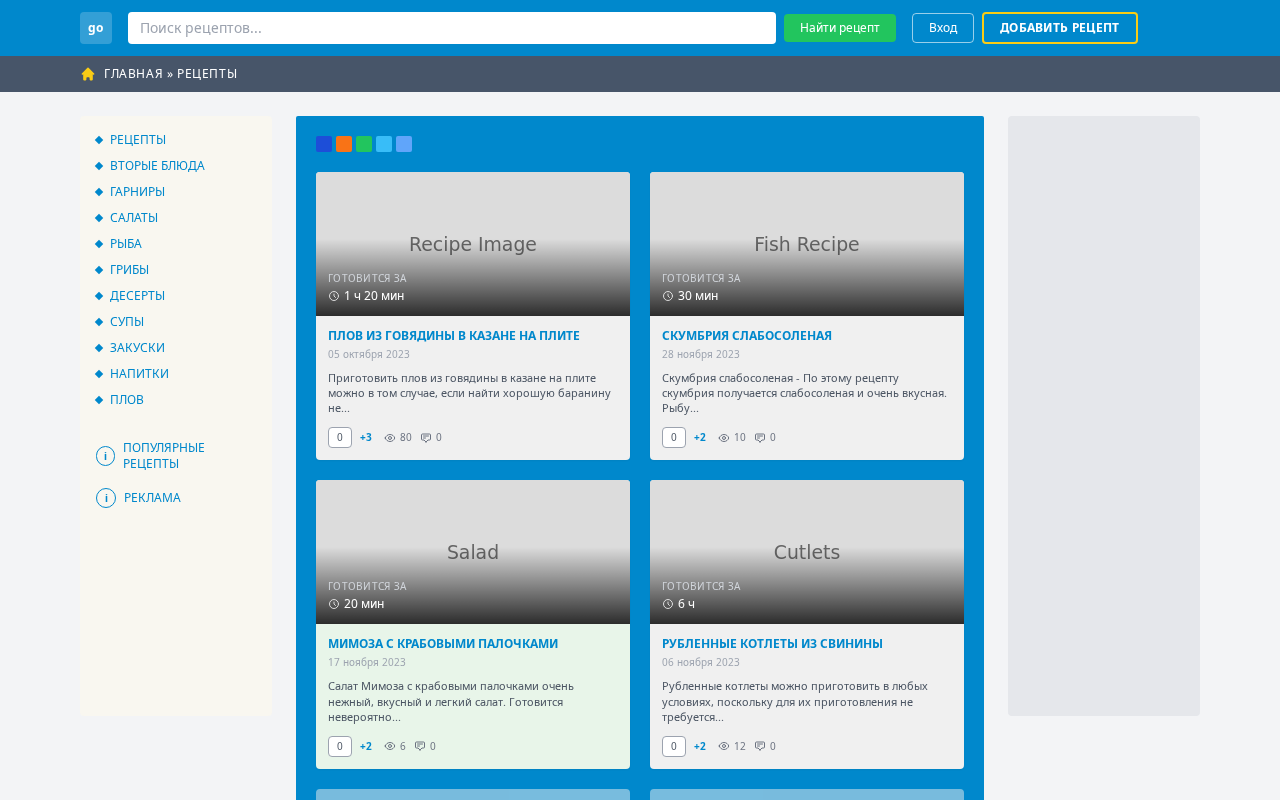 go
Поиск рецептов...
Найти рецепт
Вход
ДОБАВИТЬ РЕЦЕПТ
ГЛАВНАЯ » РЕЦЕПТЫ
РЕЦЕПТЫ
ВТОРЫЕ БЛЮДА
ГАРНИРЫ
САЛАТЫ
РЫБА
ГРИБЫ
ДЕСЕРТЫ
СУПЫ
ЗАКУСКИ
НАПИТКИ
ПЛОВ
i ПОПУЛЯРНЫЕ
РЕЦЕПТЫ
i РЕКЛАМА
Recipe Image
ГОТОВИТСЯ ЗА
1 ч 20 мин
ПЛОВ ИЗ ГОВЯДИНЫ В КАЗАНЕ НА ПЛИТЕ
05 октября 2023
Приготовить плов из говядины в казане на плите
можно в том случае, если найти хорошую баранину
не...
0 +3 80 0
Fish Recipe
ГОТОВИТСЯ ЗА
30 мин
СКУМБРИЯ СЛАБОСОЛЕНАЯ
28 ноября 2023
Скумбрия слабосоленая - По этому рецепту
скумбрия получается слабосоленая и очень вкусная.
Рыбу...
0 +2 10 0
Salad
ГОТОВИТСЯ ЗА
20 мин
МИМОЗА С КРАБОВЫМИ ПАЛОЧКАМИ
17 ноября 2023
Салат Мимоза с крабовыми палочками очень
нежный, вкусный и легкий салат. Готовится
невероятно...
0 +2 6 0
Cutlets
ГОТОВИТСЯ ЗА
6 ч
РУБЛЕННЫЕ КОТЛЕТЫ ИЗ СВИНИНЫ
06 ноября 2023
Рубленные котлеты можно приготовить в любых
условиях, поскольку для их приготовления не
требуется...
0 +2 12 0